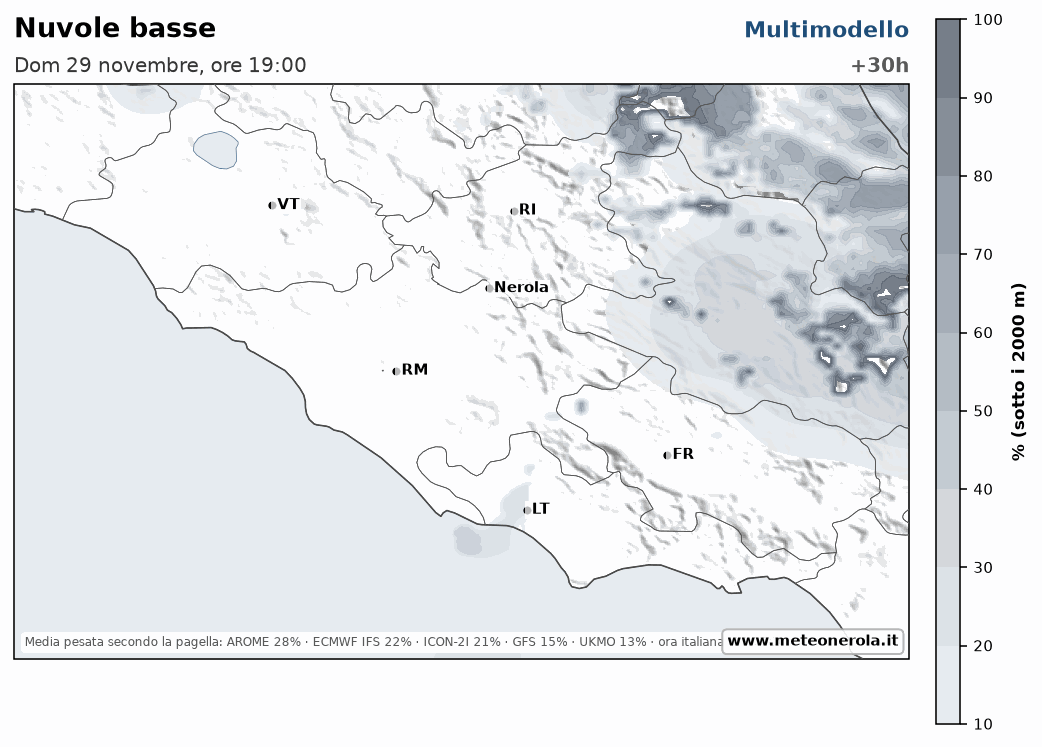 Nuvole basse
Multimodello
Dom 29 novembre, ore 19:00
+30h
VT
RI
Nerola
RM
FR
LT
Media pesata secondo la pagella: AROME 28% · ECMWF IFS 22% · ICON-2I 21% · GFS 15% · UKMO 13% · ora italiana
www.meteonerola.it
100
90
80
70
60
50
40
30
20
10
% (sotto i 2000 m)